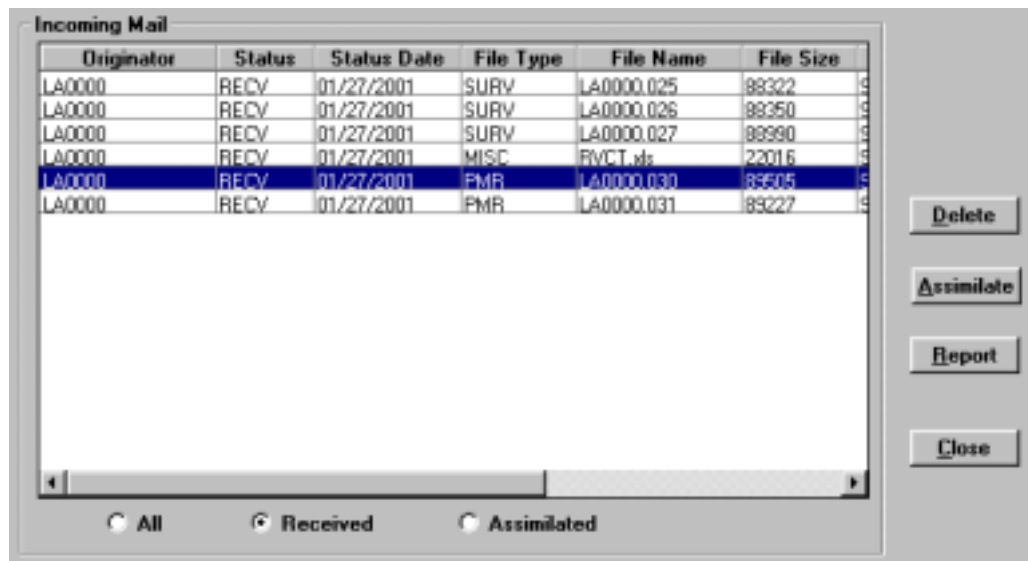 Incoming Mail
Originator Status Status Date File Type File Name File Size
LA0000 RECV 01/27/2001 SURV LA0000.025 88322 S
LA0000 RECV 01/27/2001 SURV LA0000.026 88350 S
LA0000 RECV 01/27/2001 SURV LA0000.027 88990 S
LA0000 RECV 01/27/2001 MISC RVCT.xls 22016 S
LA0000 RECV 01/27/2001 PMR LA0000.030 89505 S
LA0000 RECV 01/27/2001 PMR LA0000.031 89227 S
Delete
Assimilate
Report
Close
All Received Assimilated